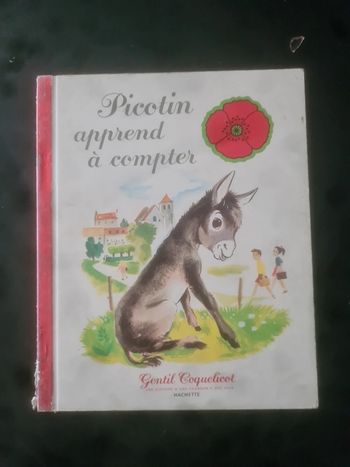 Picotin
apprend
à compter
Gentil Coquelicot
HACHETTE